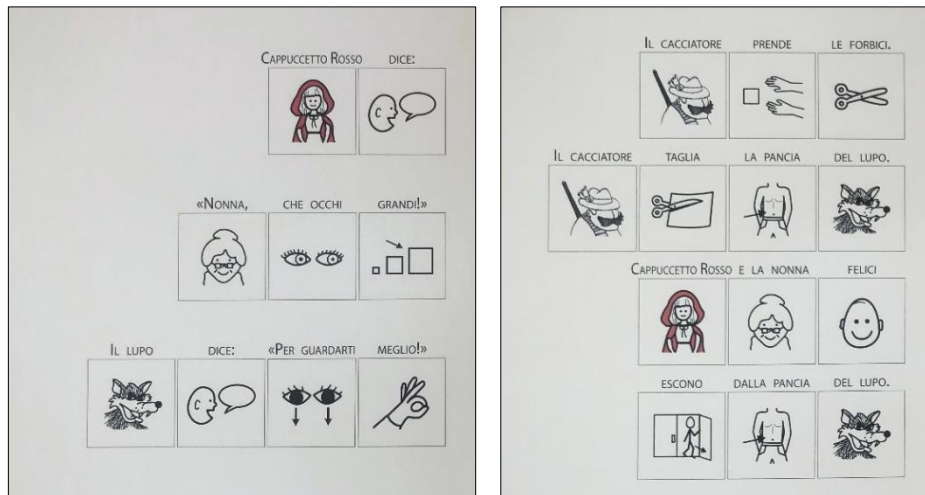 CAPPUCCETTO ROSSO DICE:
«NONNA, CHE OCCHI GRANDI!»
IL LUPO DICE: «PER GUARDARTI MEGLIO!»
IL CACCIATORE PRENDE LE FORBICI.
IL CACCIATORE TAGLIA LA PANCIA DEL LUPO.
CAPPUCCETTO ROSSO E LA NONNA FELICI
ESCONO DALLA PANCIA DEL LUPO.